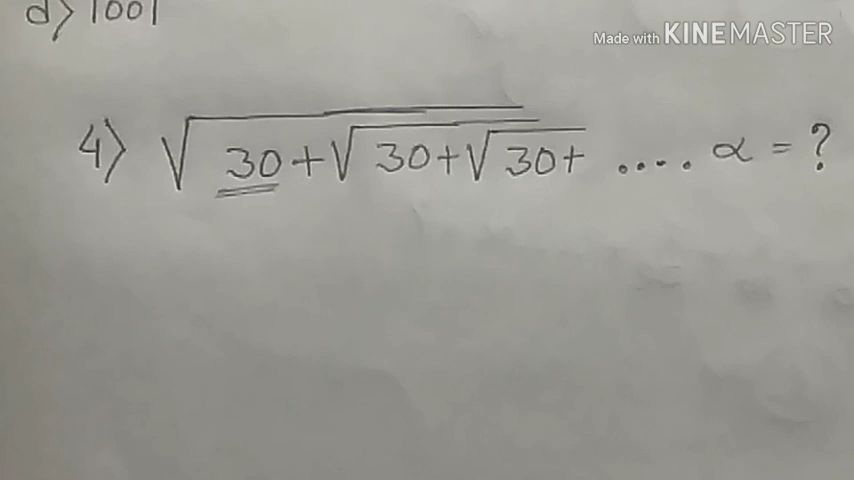 d) 1001
Made with KINEMASTER
4) √30+√30+√30+ .... α = ?